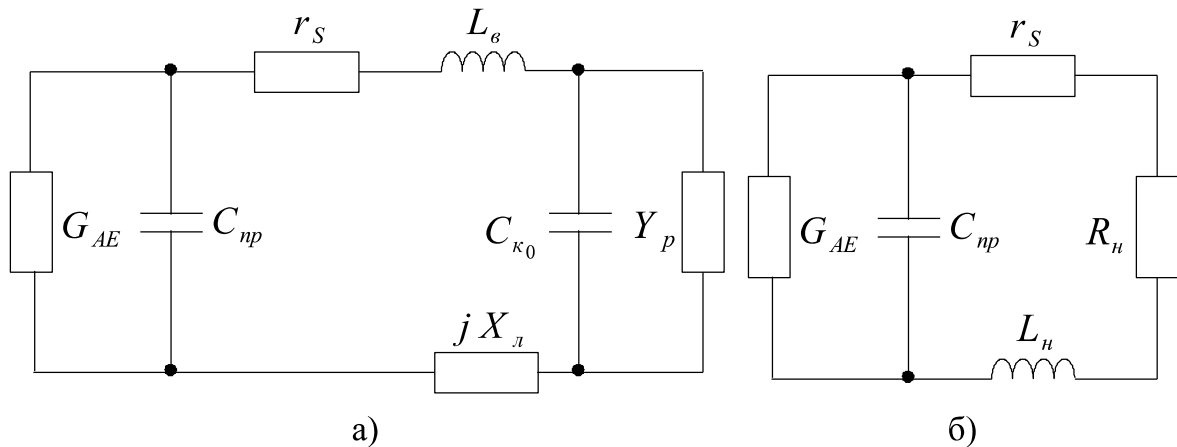 r_S L_в r_S
G_AE C_пр C_к₀ Y_р G_AE C_пр R_н
j X_л L_н
а) б)